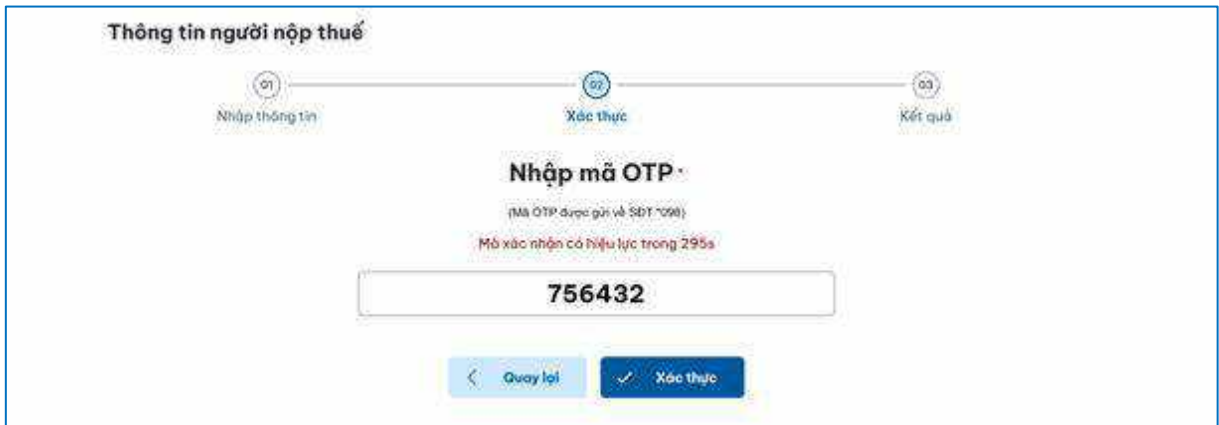 Thông tin người nộp thuế
01
02
03
Nhập thông tin
Xác thực
Kết quả
Nhập mã OTP *
(Mã OTP được gửi về SĐT *098)
Mã xác nhận có hiệu lực trong 295s
756432
Quay lại
Xác thực